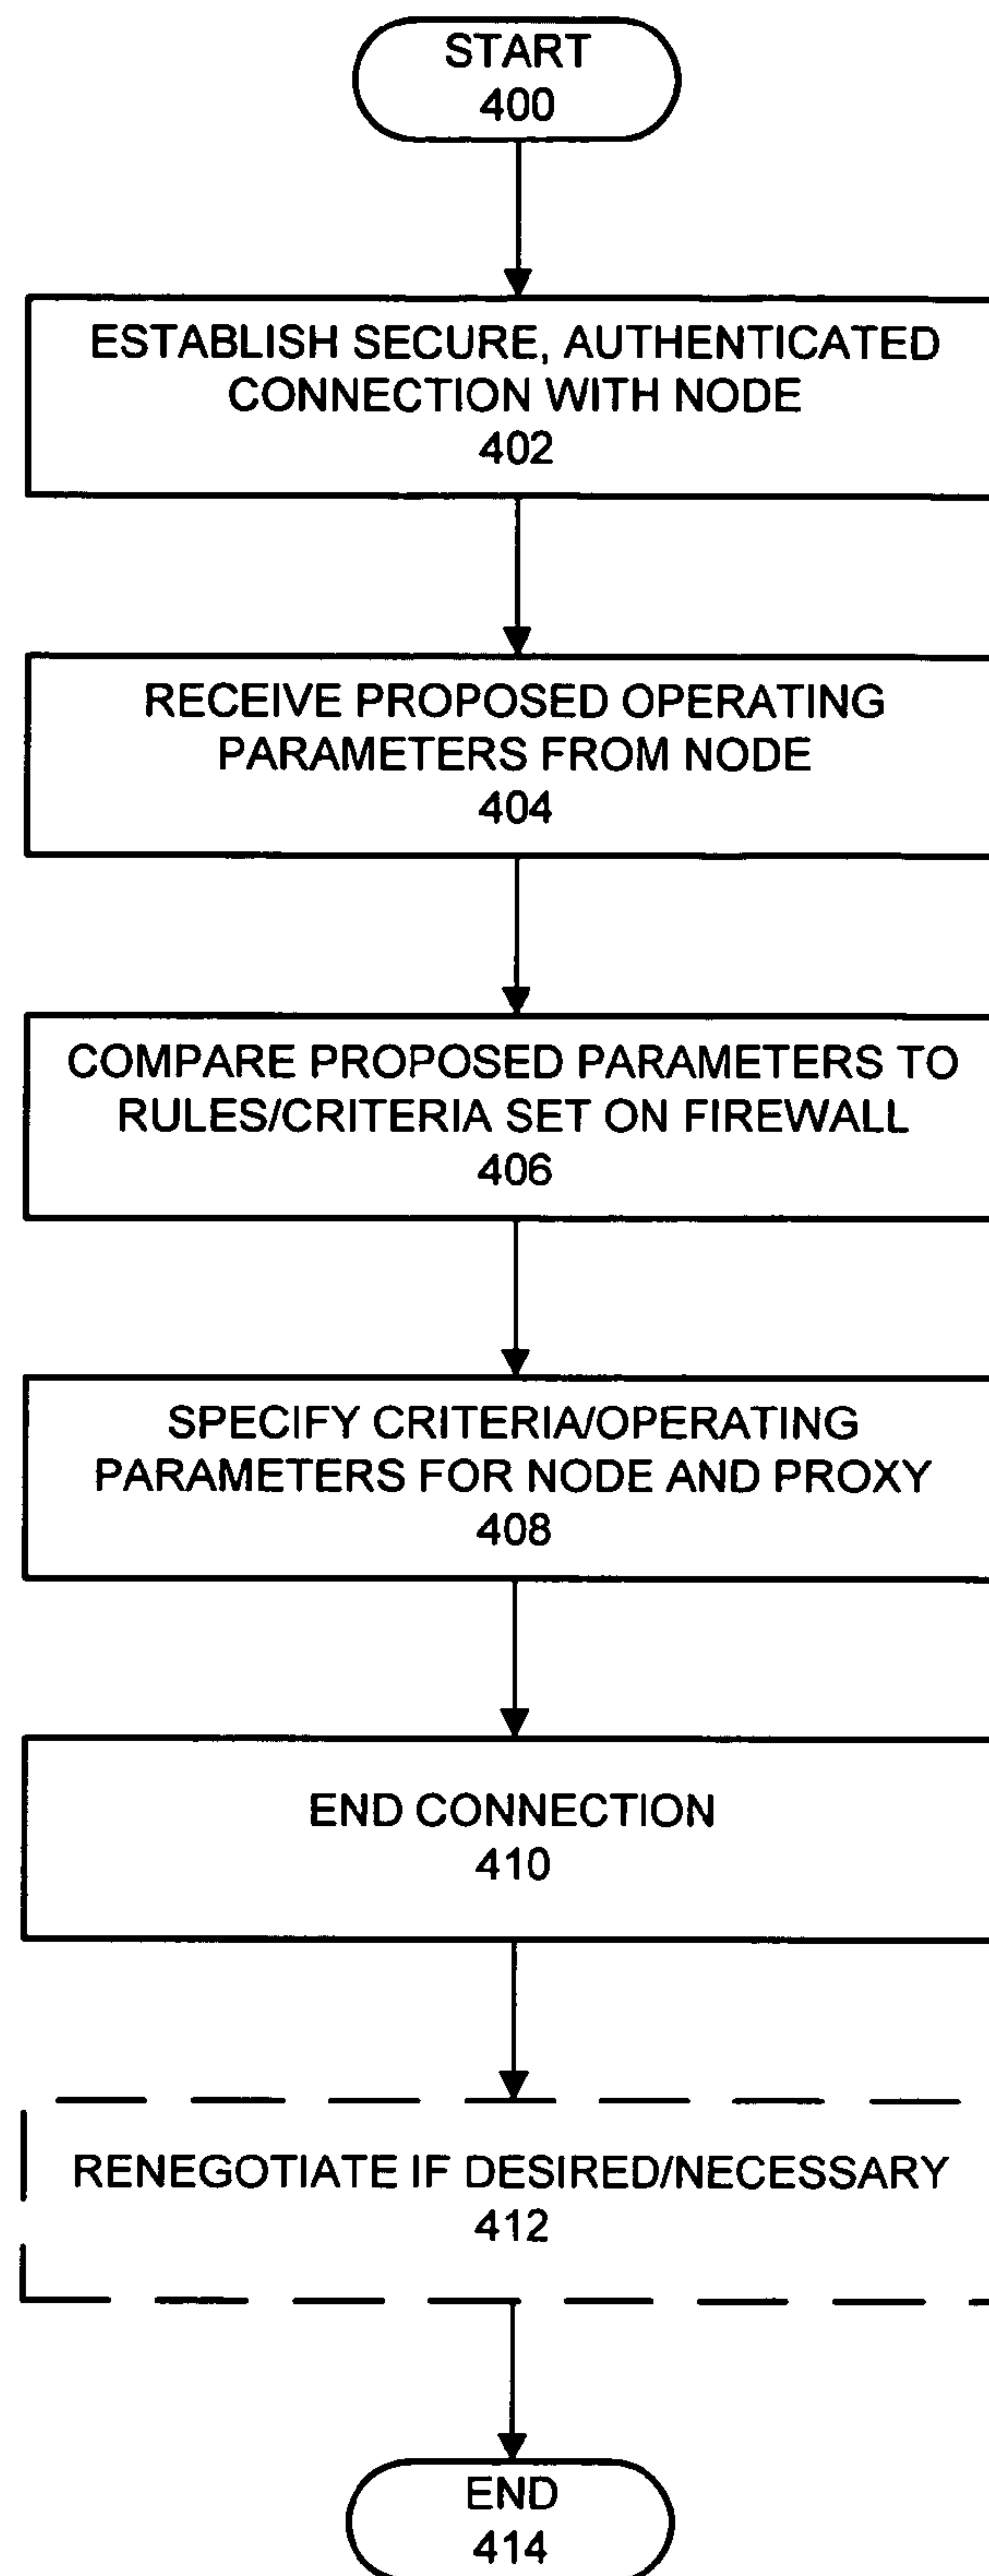 START
400
ESTABLISH SECURE, AUTHENTICATED
CONNECTION WITH NODE
402
RECEIVE PROPOSED OPERATING
PARAMETERS FROM NODE
404
COMPARE PROPOSED PARAMETERS TO
RULES/CRITERIA SET ON FIREWALL
406
SPECIFY CRITERIA/OPERATING
PARAMETERS FOR NODE AND PROXY
408
END CONNECTION
410
RENEGOTIATE IF DESIRED/NECESSARY
412
END
414